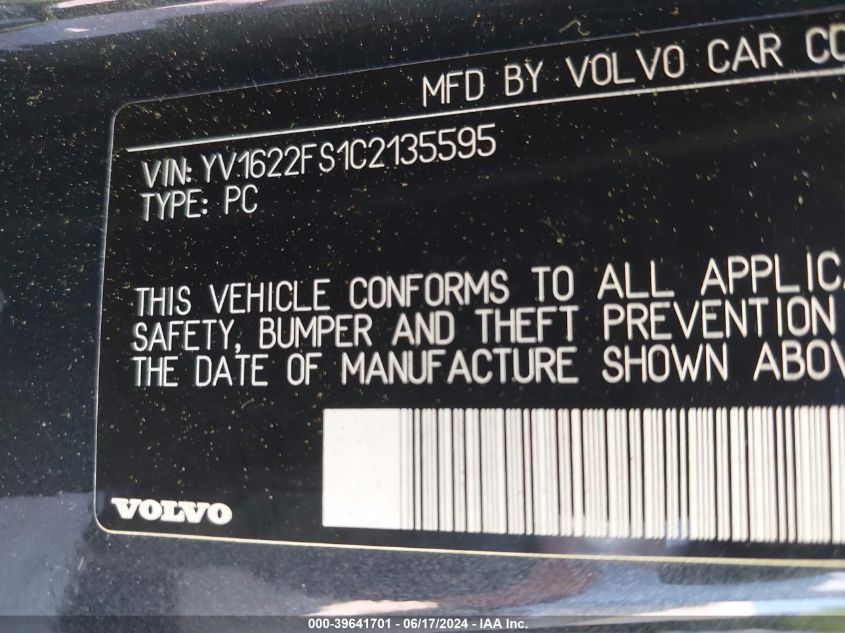 MFD BY VOLVO CAR CO
VIN: YV1622FS1C2135595
TYPE: PC
THIS VEHICLE CONFORMS TO ALL APPLICA
SAFETY, BUMPER AND THEFT PREVENTION
THE DATE OF MANUFACTURE SHOWN ABOV
VOLVO
000-39641701 - 06/17/2024 - IAA Inc.